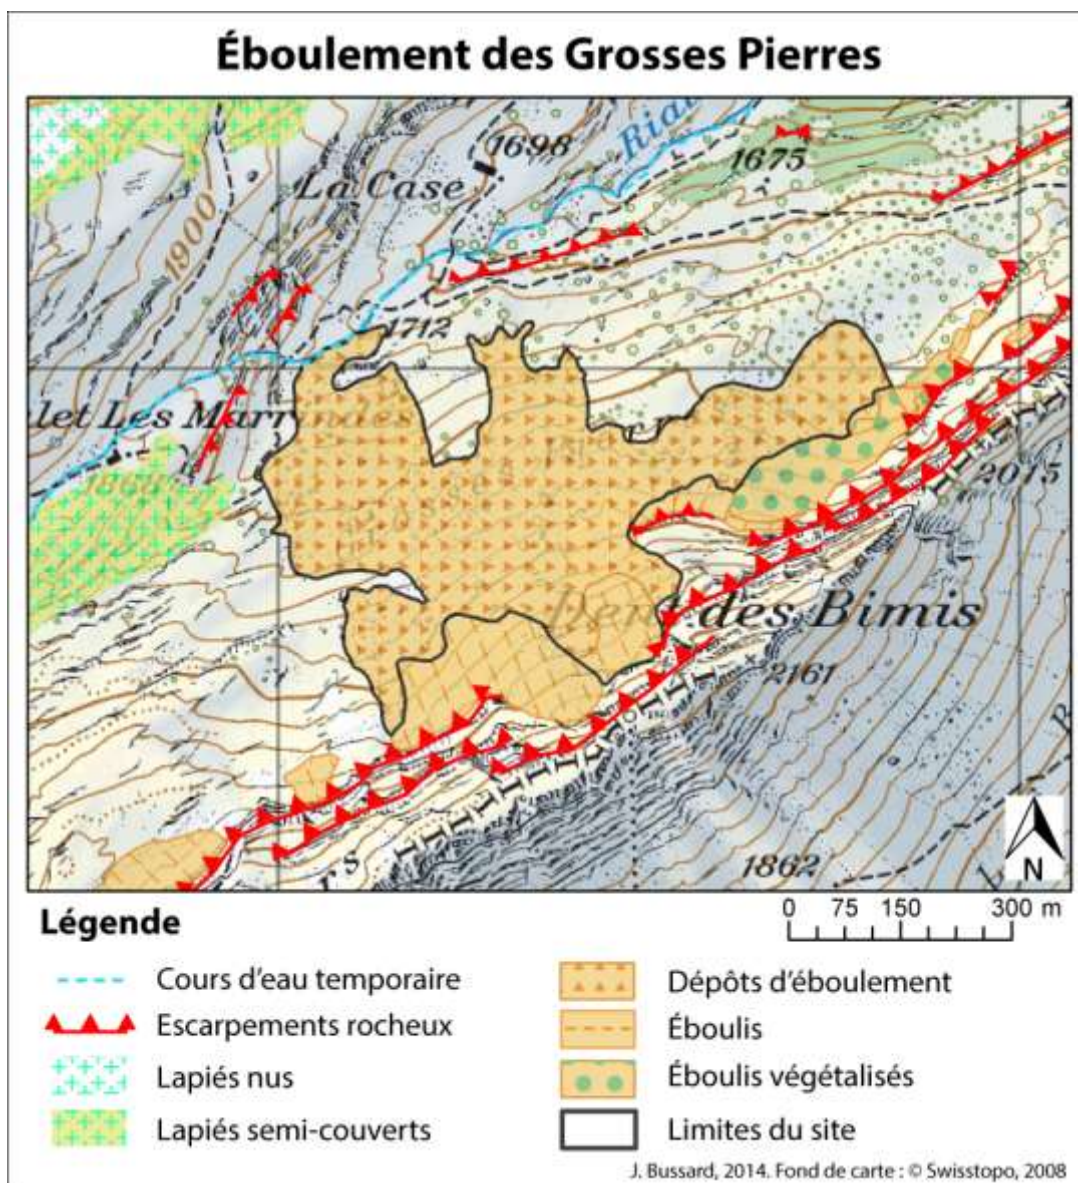 Éboulement des Grosses Pierres
1698
La Case
1675
1900
1712
Les Marrindes
2015
Dent des Bimis
2161
1862
N
Légende
0 75 150 300 m
Cours d'eau temporaire
Escarpements rocheux
Lapiés nus
Lapiés semi-couverts
Dépôts d'éboulement
Éboulis
Éboulis végétalisés
Limites du site
J. Bussard, 2014. Fond de carte : © Swisstopo, 2008